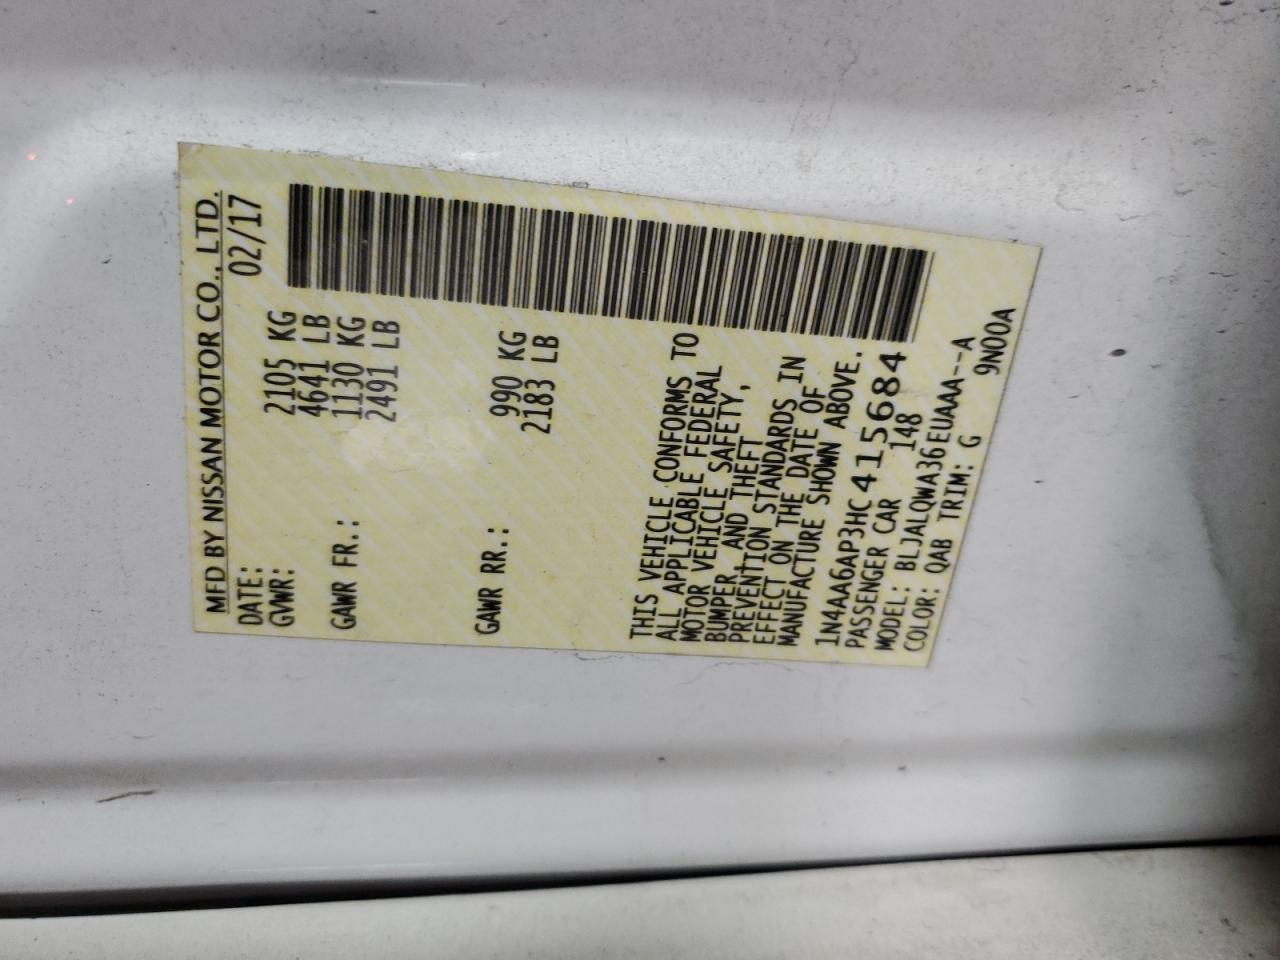 MFD BY NISSAN MOTOR CO., LTD.
DATE: 02/17
GVWR: 2105 KG
4641 LB
GAWR FR.: 1130 KG
2491 LB
GAWR RR.: 990 KG
2183 LB
THIS VEHICLE CONFORMS TO
ALL APPLICABLE FEDERAL
MOTOR VEHICLE SAFETY,
BUMPER, AND THEFT
PREVENTION STANDARDS IN
EFFECT ON THE DATE OF
MANUFACTURE SHOWN ABOVE.
1N4AA6AP3HC415684
PASSENGER CAR 148
MODEL: BLJALQWA36EUAAA--A
COLOR: QAB TRIM: G 9N00A